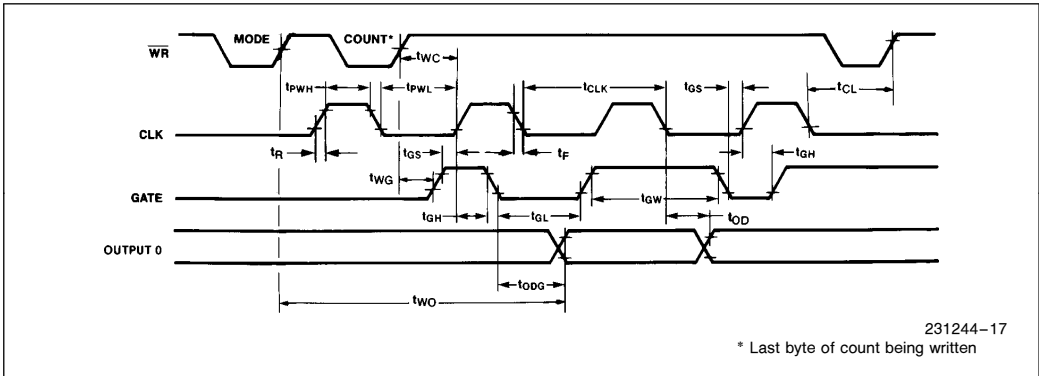 MODE COUNT*
WR
tWC
tPWH tPWL tCLK tGS tCL
CLK
tR tGS tF tGH
tWG
GATE
tGH tGL tGW tOD
OUTPUT 0
tODG
tWO
231244–17
* Last byte of count being written